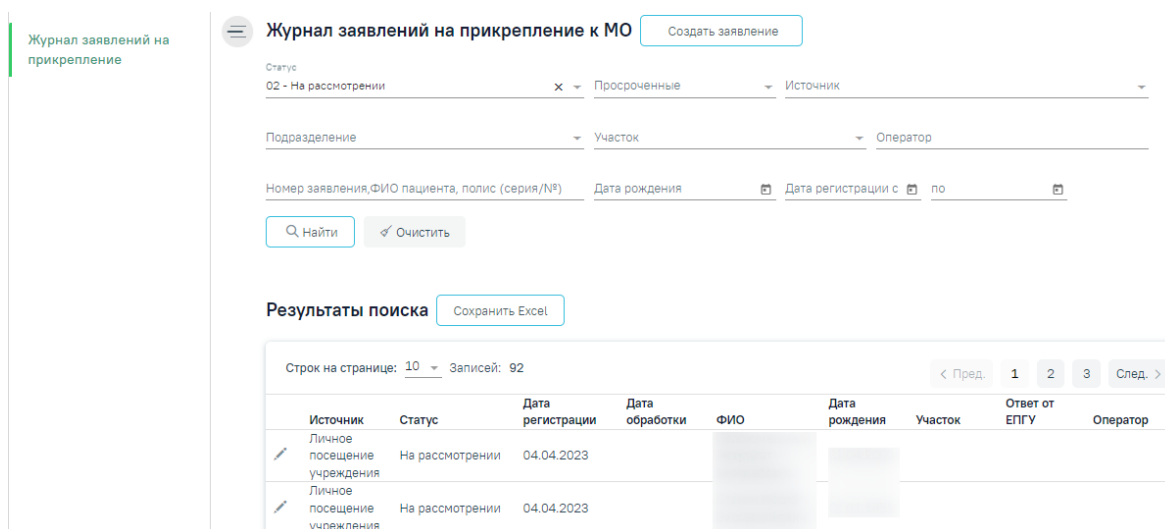 Журнал заявлений на
прикрепление
Журнал заявлений на прикрепление к МО Создать заявление
Статус
02 - На рассмотрении Просроченные Источник
Подразделение Участок Оператор
Номер заявления,ФИО пациента, полис (серия/№) Дата рождения Дата регистрации с по
Найти Очистить
Результаты поиска Сохранить Excel
Строк на странице: 10 Записей: 92 < Пред. 1 2 3 След. >
Дата Дата Дата Ответ от
Источник Статус регистрации обработки ФИО рождения Участок ЕПГУ Оператор
Личное
посещение На рассмотрении 04.04.2023
учреждения
Личное
посещение На рассмотрении 04.04.2023
учреждения